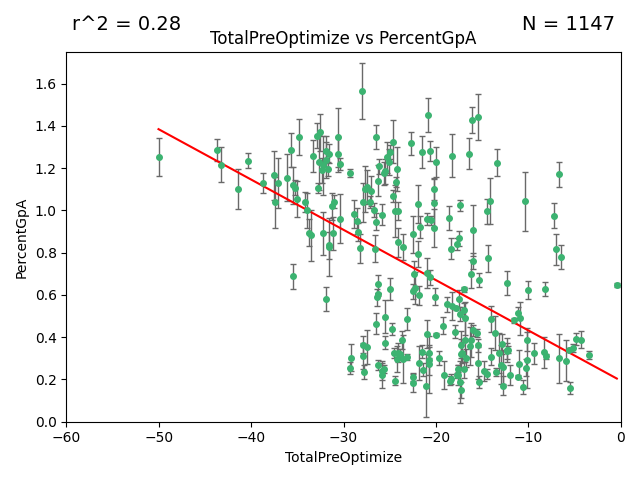 r^2 = 0.28 N = 1147
TotalPreOptimize vs PercentGpA
1.6
1.4
1.2
1.0
0.8
0.6
0.4
0.2
0.0
PercentGpA
−60 −50 −40 −30 −20 −10 0
TotalPreOptimize